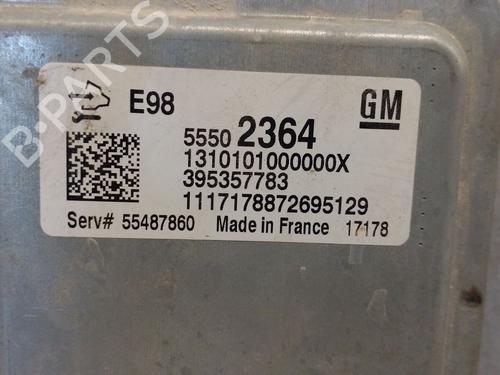 B-PARTS
E98
GM
5550 2364
1310101000000X
395357783
1117178872695129
Serv# 55487860 Made in France 17178